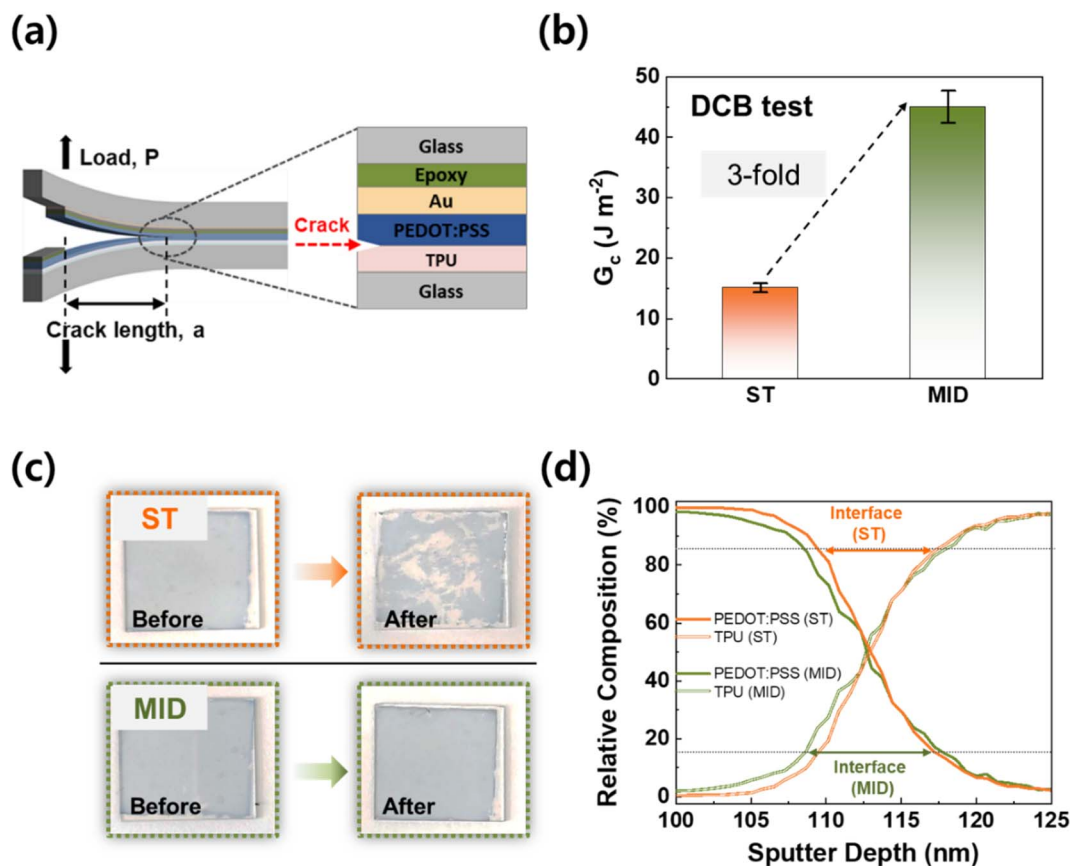 (a)
Load, P
Crack length, a
Crack
Glass
Epoxy
Au
PEDOT:PSS
TPU
Glass
(b)
DCB test
3-fold
G_c (J m⁻²)
50
40
30
20
10
0
ST
MID
(c)
ST
Before
After
MID
Before
After
(d)
Relative Composition (%)
100
80
60
40
20
0
Interface
(ST)
PEDOT:PSS (ST)
TPU (ST)
PEDOT:PSS (MID)
TPU (MID)
Interface
(MID)
100
105
110
115
120
125
Sputter Depth (nm)